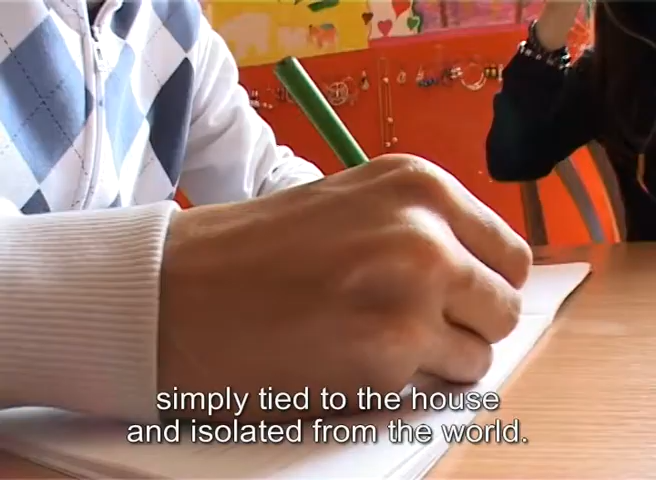 simply tied to the house
and isolated from the world.